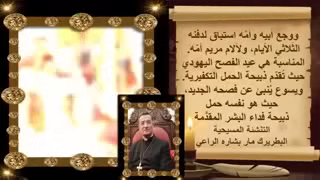 ووجع أبيه وأمّه استباق لدفنه
الثلاثي الأيام، ولآلام مريم أمّه.
المناسبة هي عيد الفصح اليهودي
حيث تقدّم ذبيحة الحمل التكفيرية.
ويسوع يُنبئ عن فصحه الجديد،
حيث هو نفسه حمل
ذبيحة فداء البشر المقدّمة
التنشئة المسيحية
البطريرك مار بشاره الراعي